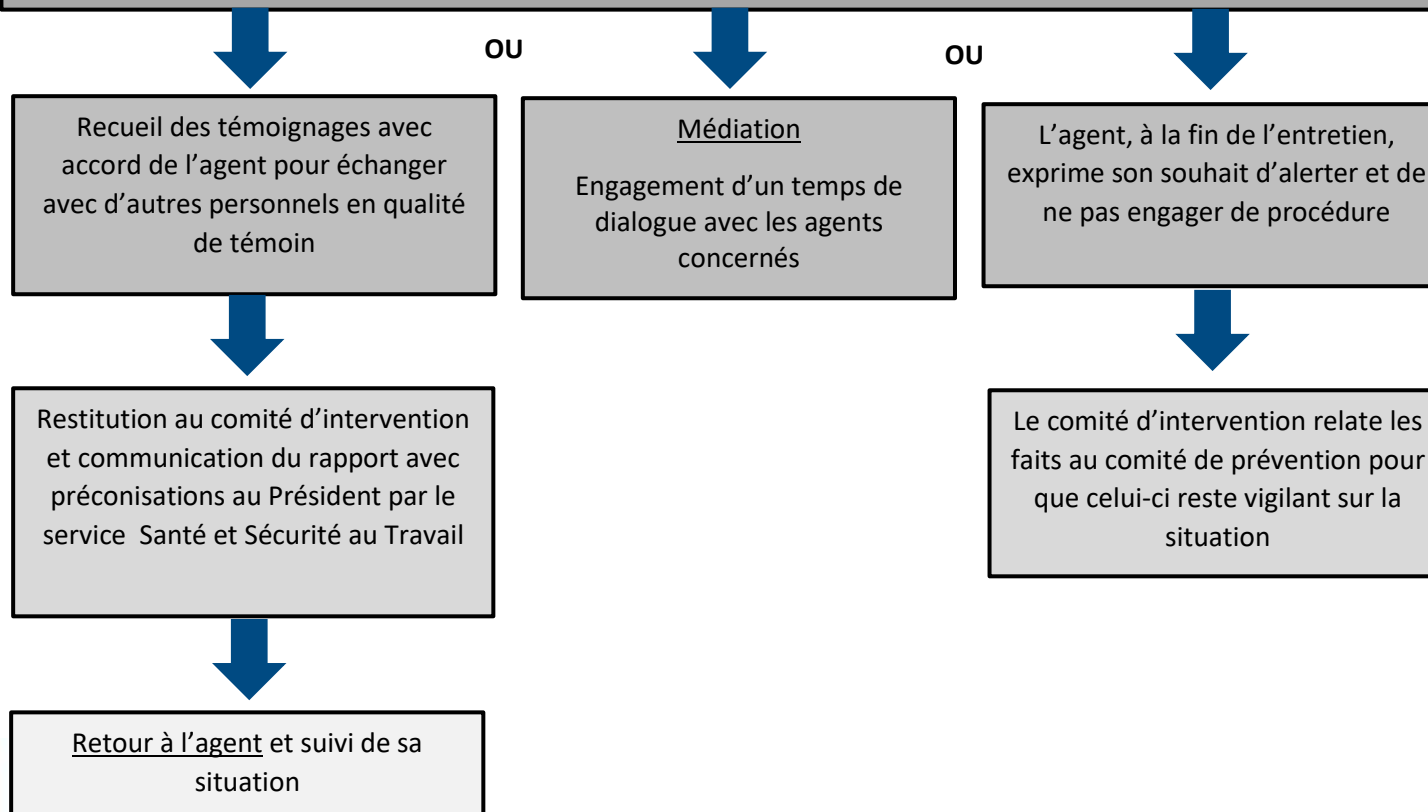 OU
OU
Recueil des témoignages avec
accord de l’agent pour échanger
avec d’autres personnels en qualité
de témoin
Médiation
Engagement d’un temps de
dialogue avec les agents
concernés
L’agent, à la fin de l’entretien,
exprime son souhait d’alerter et de
ne pas engager de procédure
Restitution au comité d’intervention
et communication du rapport avec
préconisations au Président par le
service Santé et Sécurité au Travail
Le comité d’intervention relate les
faits au comité de prévention pour
que celui-ci reste vigilant sur la
situation
Retour à l’agent et suivi de sa
situation